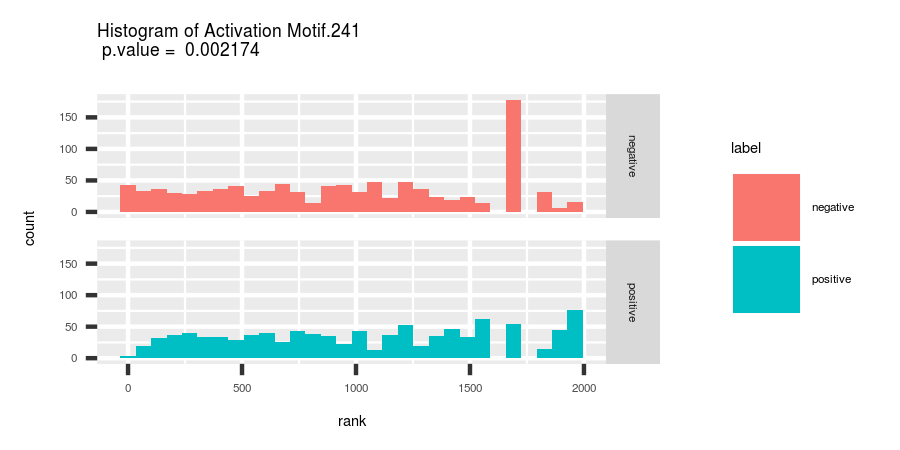 Histogram of Activation Motif.241
p.value = 0.002174
150
100
50
0
negative
150
100
50
0
positive
0 500 1000 1500 2000
rank
count
label
negative
positive